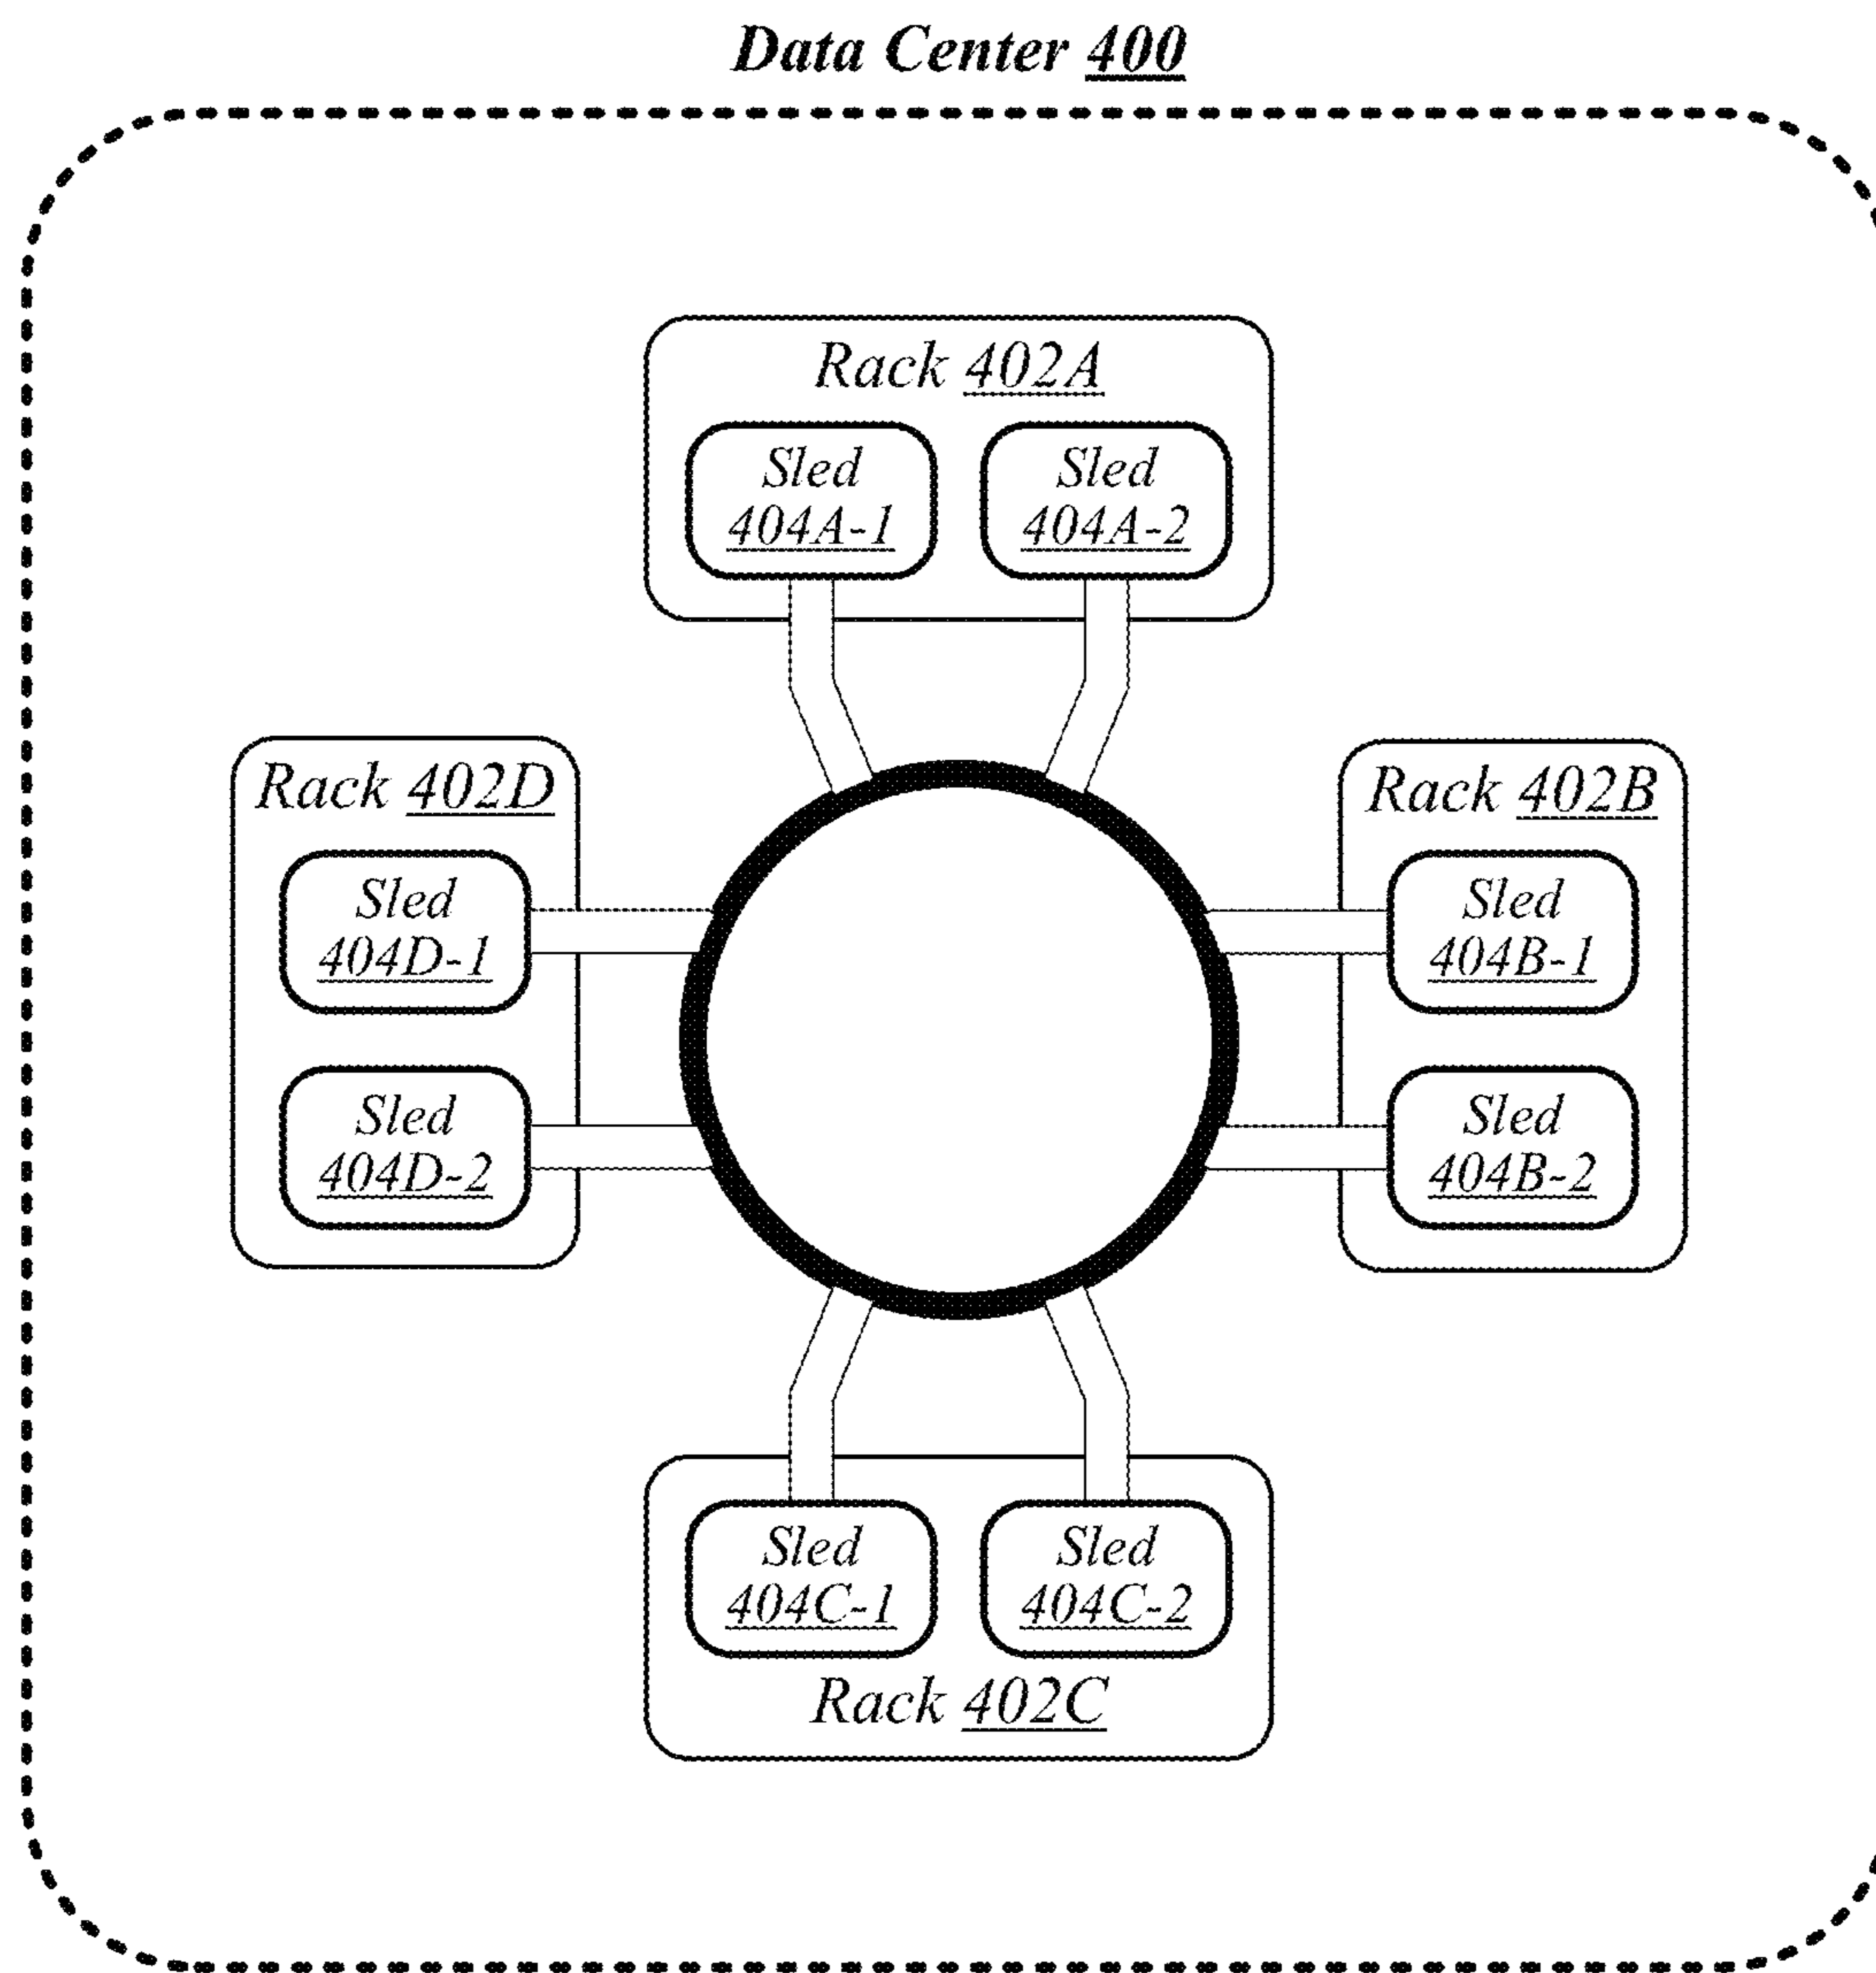 Data Center 400
Rack 402A
Sled
404A-1
Sled
404A-2
Rack 402D
Sled
404D-1
Sled
404D-2
Rack 402B
Sled
404B-1
Sled
404B-2
Sled
404C-1
Sled
404C-2
Rack 402C